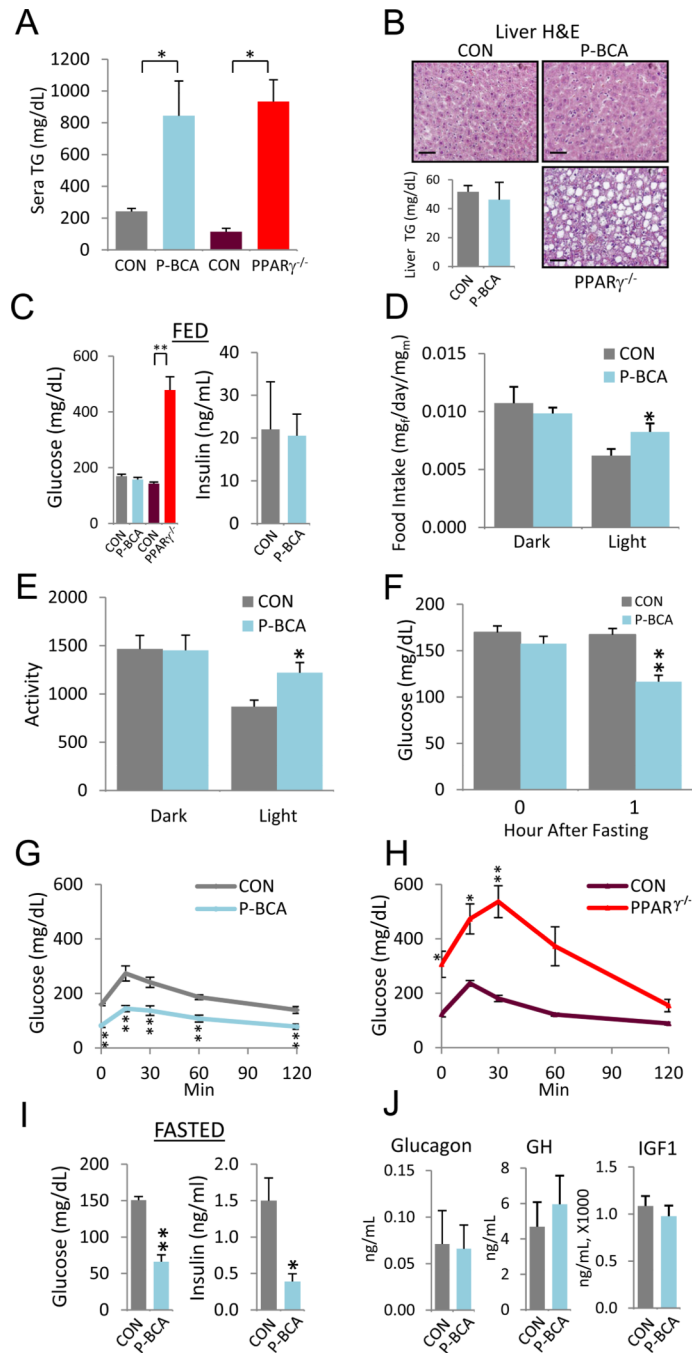 A
Sera TG (mg/dL)
1200
1000
800
600
400
200
0
*
*
CON P-BCA CON PPARγ-/-
B
Liver H&E
CON P-BCA
Liver TG (mg/dL)
60
40
20
0
CON
P-BCA
PPARγ-/-
C
FED
Glucose (mg/dL)
600
400
200
0
**
CON
P-BCA
CON
PPARγ-/-
Insulin (ng/mL)
40
30
20
10
0
CON
P-BCA
D
Food Intake (mgf/day/mgm)
0.015
0.010
0.005
0.000
CON
P-BCA
*
Dark Light
E
Activity
2000
1500
1000
500
0
CON
P-BCA
*
Dark Light
F
Glucose (mg/dL)
200
150
100
50
0
CON
P-BCA
**
0 1
Hour After Fasting
G
Glucose (mg/dL)
600
400
200
0
CON
P-BCA
** ** ** ** **
0 30 60 90 120
Min
H
Glucose (mg/dL)
600
400
200
0
CON
PPARγ-/-
* * **
0 30 60 90 120
Min
I
FASTED
Glucose (mg/dL)
200
150
100
50
0
**
CON
P-BCA
Insulin (ng/ml)
2.0
1.5
1.0
0.5
0.0
*
CON
P-BCA
J
Glucagon
ng/mL
0.15
0.10
0.05
0.00
CON
P-BCA
GH
ng/mL
8
6
4
2
0
CON
P-BCA
IGF1
ng/mL, X1000
1.5
1.0
0.5
0.0
CON
P-BCA